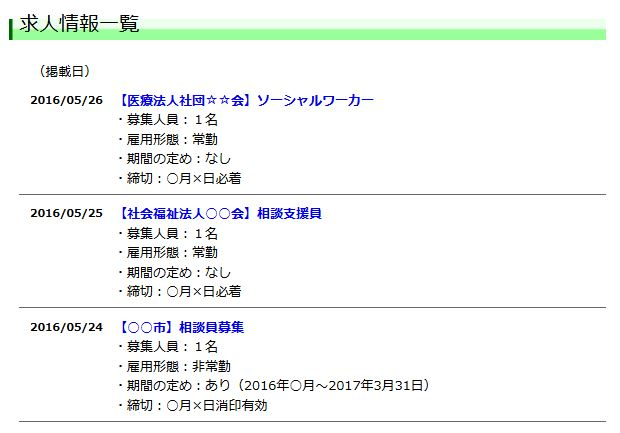 求人情報一覧
（掲載日）
2016/05/26 【医療法人社団☆☆会】ソーシャルワーカー
・募集人員：１名
・雇用形態：常勤
・期間の定め：なし
・締切：○月×日必着
2016/05/25 【社会福祉法人○○会】相談支援員
・募集人員：１名
・雇用形態：常勤
・期間の定め：なし
・締切：○月×日必着
2016/05/24 【○○市】相談員募集
・募集人員：１名
・雇用形態：非常勤
・期間の定め：あり（2016年○月～2017年3月31日）
・締切：○月×日消印有効